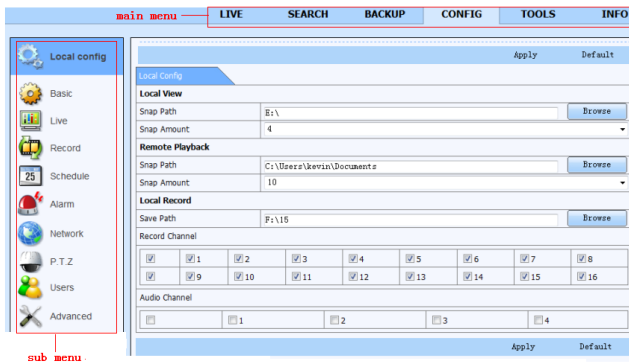 main menu LIVE SEARCH BACKUP CONFIG TOOLS INFO
Local config
Basic
Live
Record
25 Schedule
Alarm
Network
P.T.Z
Users
Advanced
sub menu
Apply Default
Local Config
Local View
Snap Path H:\ Browse
Snap Amount 4
Remote Playback
Snap Path C:\Users\kevin\Documents Browse
Snap Amount 10
Local Record
Save Path F:\15 Browse
Record Channel
1 2 3 4 5 6 7 8
9 10 11 12 13 14 15 16
Audio Channel
1 2 3 4
Apply Default